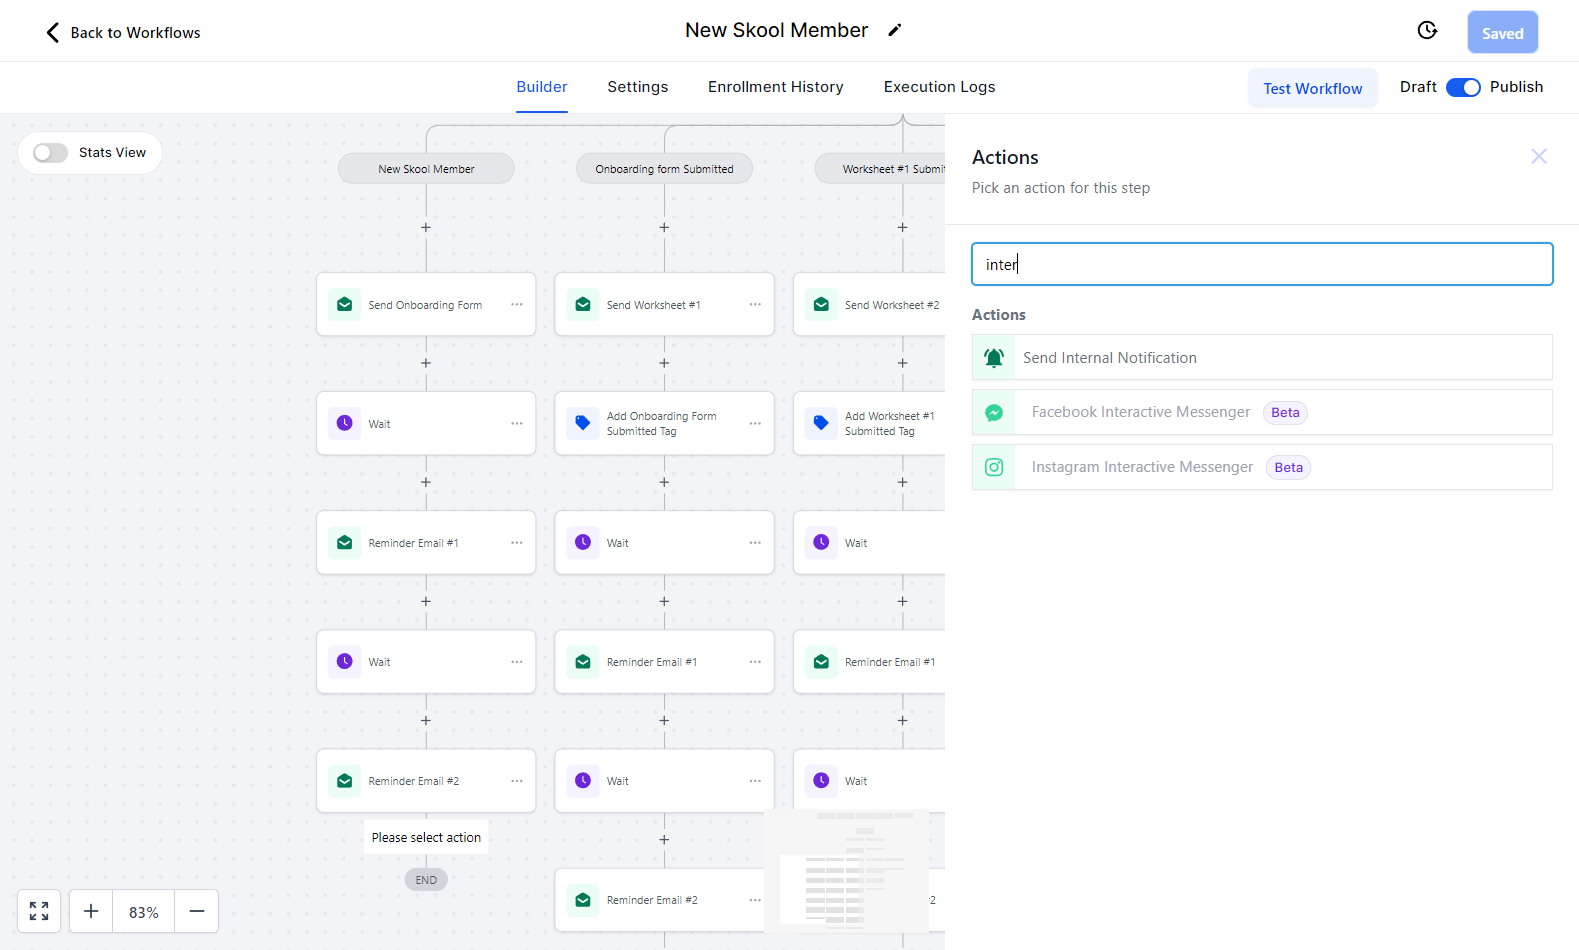 Back to Workflows
New Skool Member
Saved
Builder
Settings
Enrollment History
Execution Logs
Test Workflow
Draft
Publish
Stats View
New Skool Member
Onboarding form Submitted
Worksheet #1 Submit
Send Onboarding Form
Send Worksheet #1
Send Worksheet #2
Wait
Add Onboarding Form
Submitted Tag
Add Worksheet #1
Submitted Tag
Reminder Email #1
Wait
Wait
Wait
Reminder Email #1
Reminder Email #1
Reminder Email #2
Wait
Wait
Please select action
END
Reminder Email #2
2
83%
Actions
Pick an action for this step
inter
Actions
Send Internal Notification
Facebook Interactive Messenger
Beta
Instagram Interactive Messenger
Beta